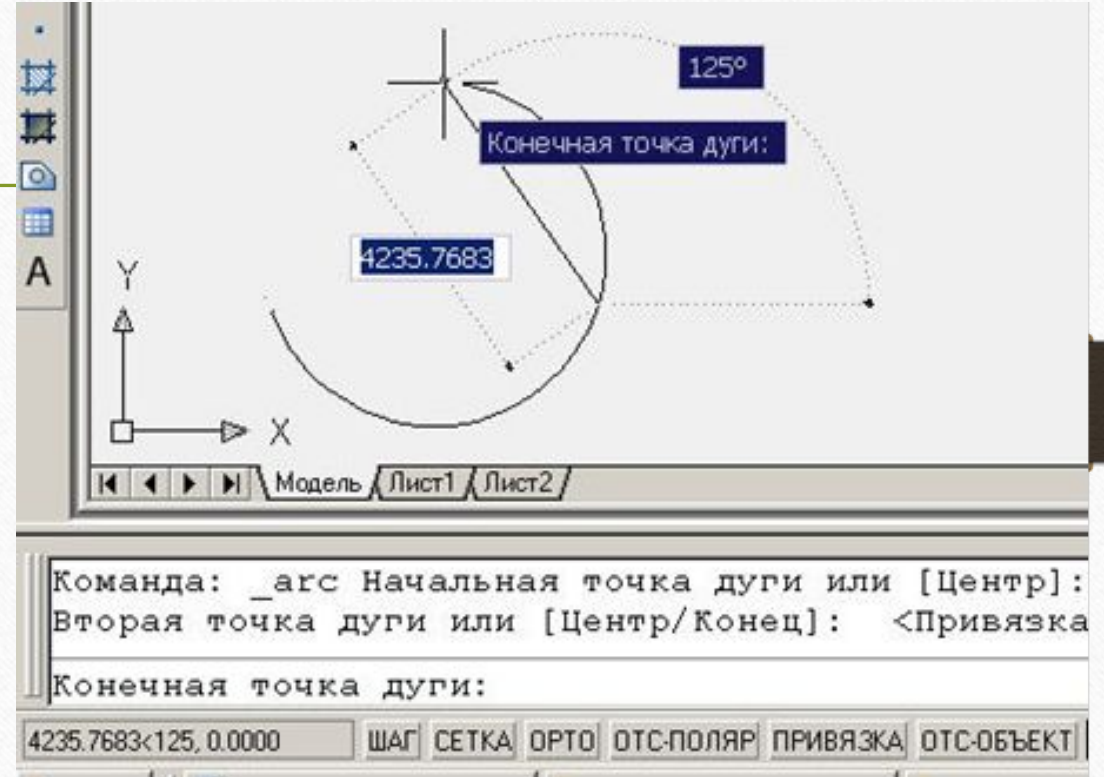 125°
Конечная точка дуги:
4235.7683
A
Y
X
Модель Лист1 Лист2
Команда: _arc Начальная точка дуги или [Центр]:
Вторая точка дуги или [Центр/Конец]: <Привязка
Конечная точка дуги:
4235.7683<125, 0.0000 ШАГ СЕТКА ОРТО ОТС-ПОЛЯР ПРИВЯЗКА ОТС-ОБЪЕКТ